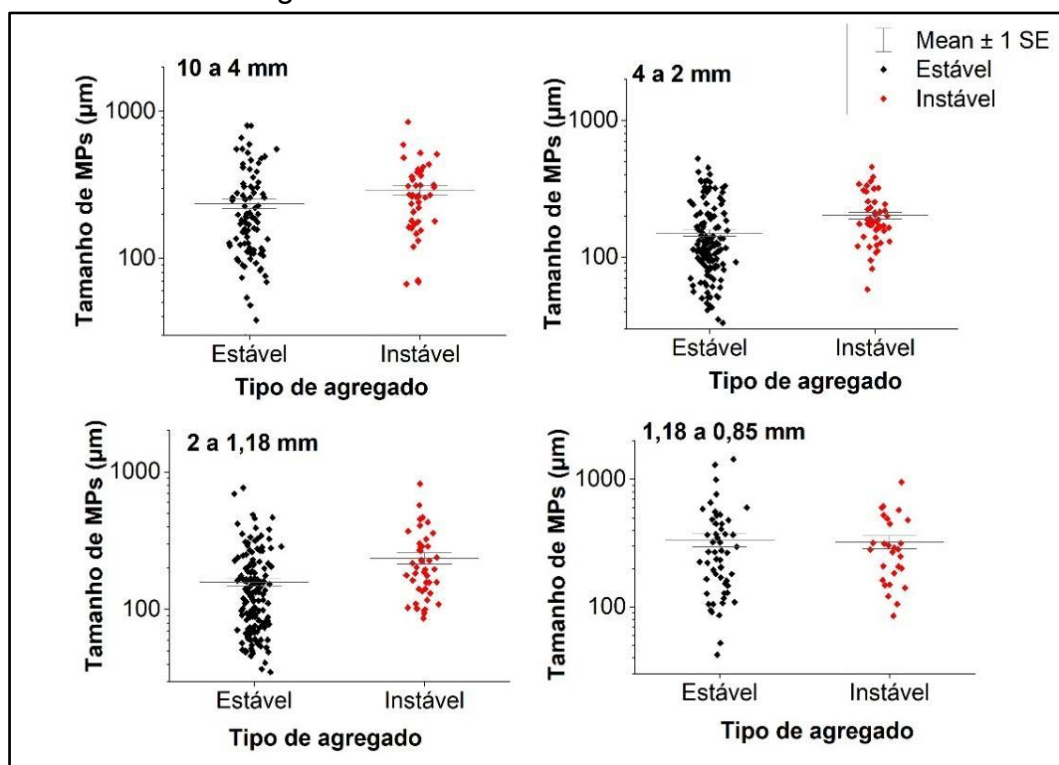 Mean ± 1 SE
Estável
Instável
10 a 4 mm
Tamanho de MPs (µm)
1000
100
Estável
Instável
Tipo de agregado
4 a 2 mm
Tamanho de MPs (µm)
1000
100
Estável
Instável
Tipo de agregado
2 a 1,18 mm
Tamanho de MPs (µm)
1000
100
Estável
Instável
Tipo de agregado
1,18 a 0,85 mm
Tamanho de MPs (µm)
1000
100
Estável
Instável
Tipo de agregado